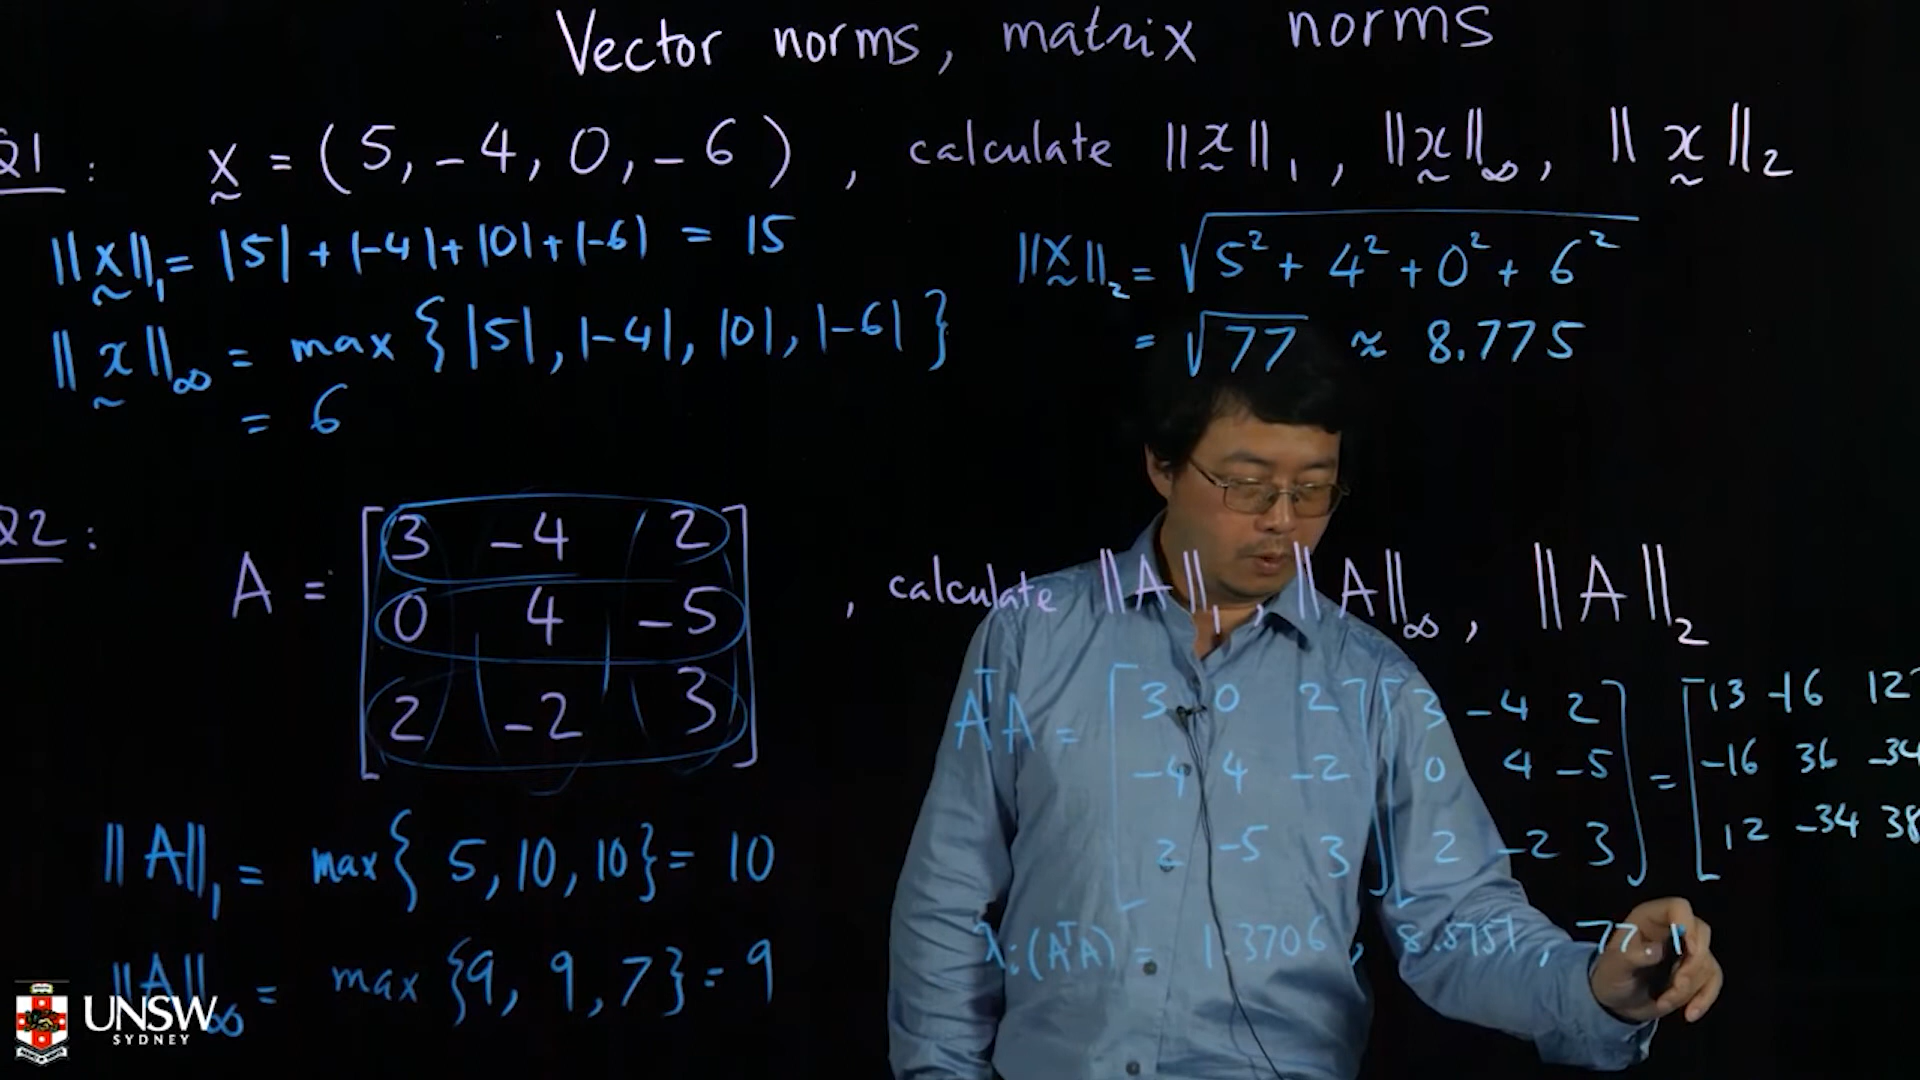 Vector norms, matrix norms
Q1: x = (5, -4, 0, -6), calculate ||x||₁, ||x||∞, ||x||₂
||x||₁ = |5| + |-4| + |0| + |-6| = 15
||x||∞ = max {|5|, |-4|, |0|, |-6|}
= 6
||x||₂ = √(5² + 4² + 0² + 6²)
= √77 ≈ 8.775
Q2: A = [3 -4 2
0 4 -5
2 -2 3], calculate ||A||₁, ||A||∞, ||A||₂
||A||₁ = max{5, 10, 10} = 10
||A||∞ = max {9, 9, 7} = 9
AᵀA = [3 0 2] [3 -4 2] = [13 -16 12
-4 4 -2 0 4 -5 -16 36 -34
2 -5 3 2 -2 3 12 -34 38
λᵢ(AᵀA) = 1.3706, 8.5751, 77.1
UNSW
SYDNEY